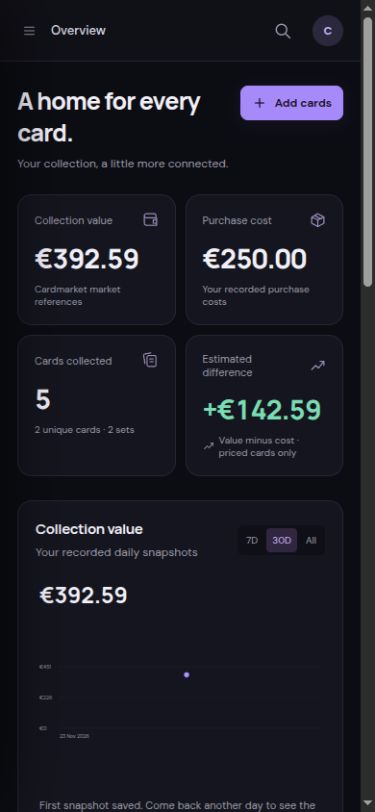 Overview
C
A home for every
card.
Add cards
Your collection, a little more connected.
Collection value
€392.59
Cardmarket market
references
Purchase cost
€250.00
Your recorded purchase
costs
Cards collected
5
2 unique cards · 2 sets
Estimated
difference
+€142.59
Value minus cost ·
priced cards only
Collection value
Your recorded daily snapshots
7D
30D
All
€392.59
€451
€226
€0
23 Nov 2026
First snapshot saved. Come back another day to see the